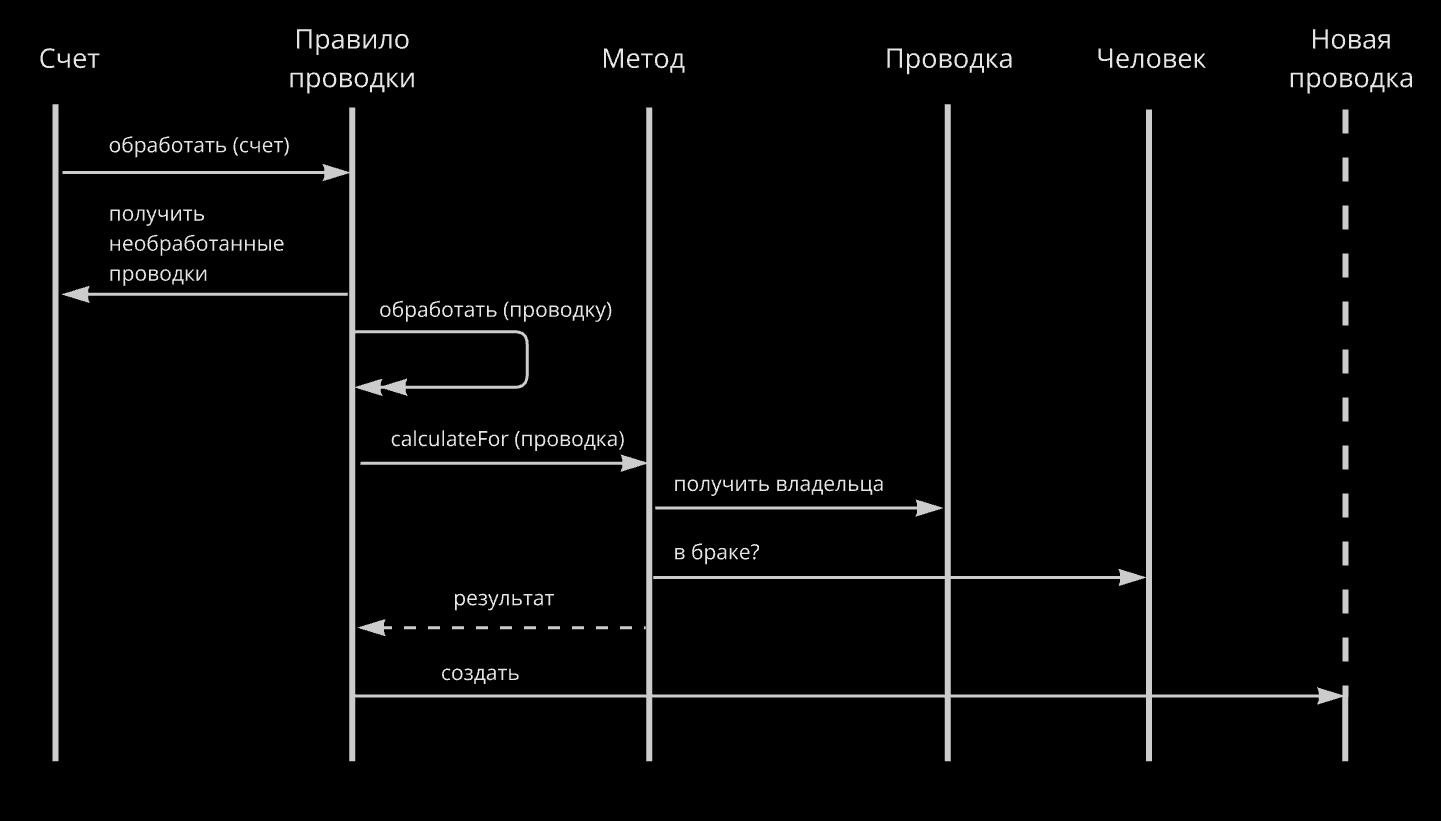 Счет
Правило
проводки
Метод
Проводка
Человек
Новая
проводка
обработать (счет)
получить
необработанные
проводки
обработать (проводку)
calculateFor (проводка)
получить владельца
в браке?
результат
создать